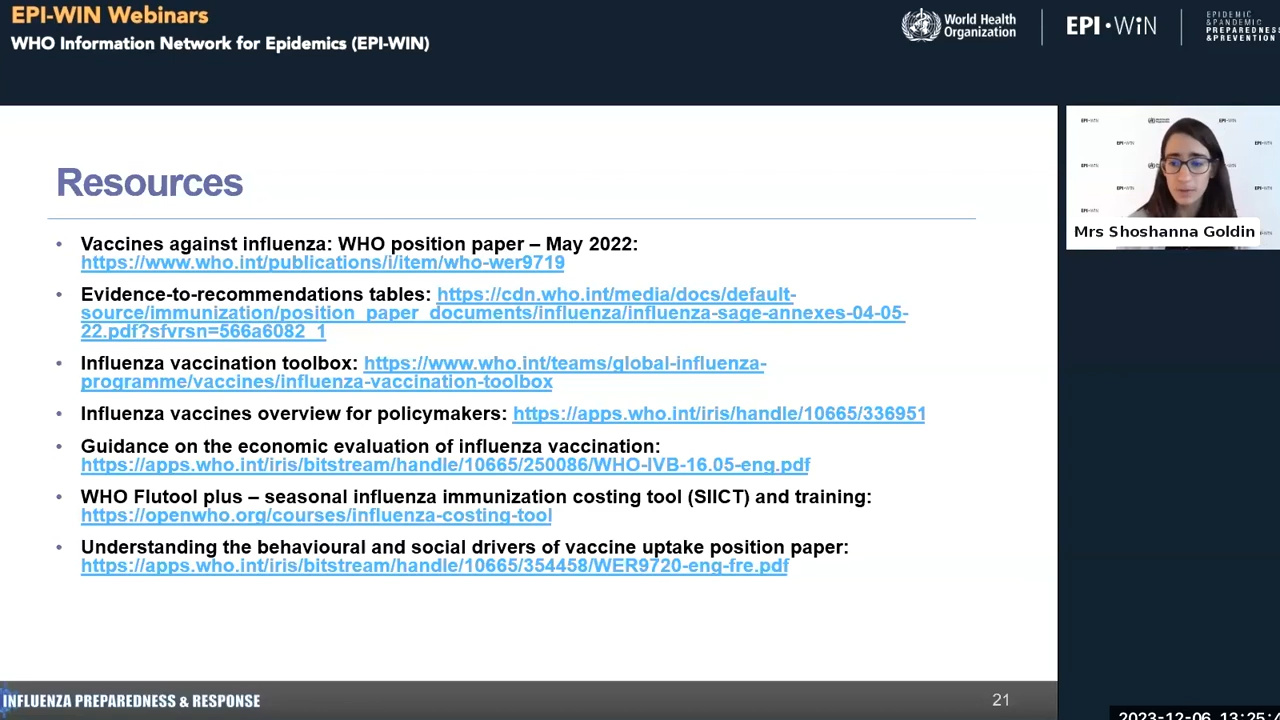 EPI-WIN Webinars
WHO Information Network for Epidemics (EPI-WIN)
World Health
Organization
EPI·WiN
EPIDEMIC
&PANDEMIC
PREPAREDNESS
&PREVENTION
Resources
• Vaccines against influenza: WHO position paper – May 2022:
https://www.who.int/publications/i/item/who-wer9719
• Evidence-to-recommendations tables: https://cdn.who.int/media/docs/default-
source/immunization/position_paper_documents/influenza/influenza-sage-annexes-04-05-
22.pdf?sfvrsn=566a6082_1
• Influenza vaccination toolbox: https://www.who.int/teams/global-influenza-
programme/vaccines/influenza-vaccination-toolbox
• Influenza vaccines overview for policymakers: https://apps.who.int/iris/handle/10665/336951
• Guidance on the economic evaluation of influenza vaccination:
https://apps.who.int/iris/bitstream/handle/10665/250086/WHO-IVB-16.05-eng.pdf
• WHO Flutool plus – seasonal influenza immunization costing tool (SIICT) and training:
https://openwho.org/courses/influenza-costing-tool
• Understanding the behavioural and social drivers of vaccine uptake position paper:
https://apps.who.int/iris/bitstream/handle/10665/354458/WER9720-eng-fre.pdf
Mrs Shoshanna Goldin
INFLUENZA PREPAREDNESS & RESPONSE
21
2023-12-06